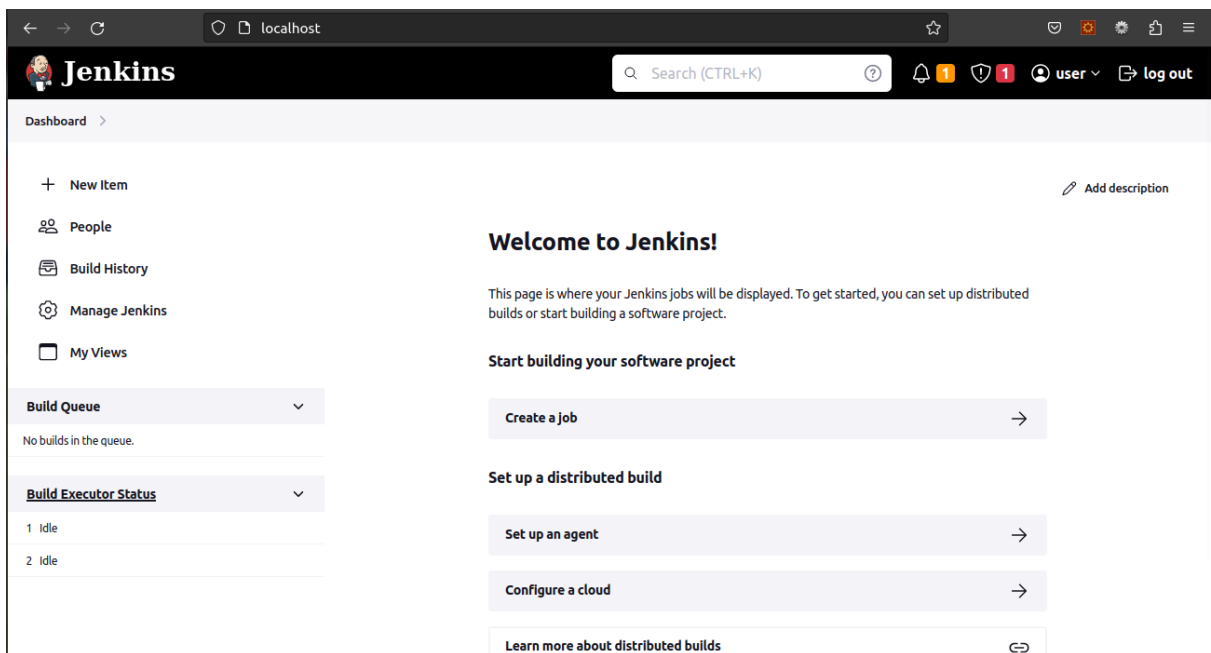 localhost
Jenkins
Search (CTRL+K)
?
1
1
user
log out
Dashboard
New Item
People
Build History
Manage Jenkins
My Views
Build Queue
No builds in the queue.
Build Executor Status
1 Idle
2 Idle
Add description
Welcome to Jenkins!
This page is where your Jenkins jobs will be displayed. To get started, you can set up distributed
builds or start building a software project.
Start building your software project
Create a job
Set up a distributed build
Set up an agent
Configure a cloud
Learn more about distributed builds